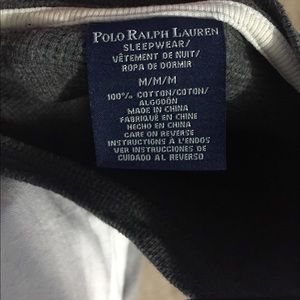 POLO RALPH LAUREN
SLEEPWEAR/
VÊTEMENT DE NUIT/
ROPA DE DORMIR
M/M/M
100% COTTON/COTON/
ALGODÓN
MADE IN CHINA
FABRIQUÉ EN CHINE
HECHO EN CHINA
CARE ON REVERSE
INSTRUCTIONS À L'ENDOS
VER INSTRUCCIONES DE
CUIDADO AL REVERSO